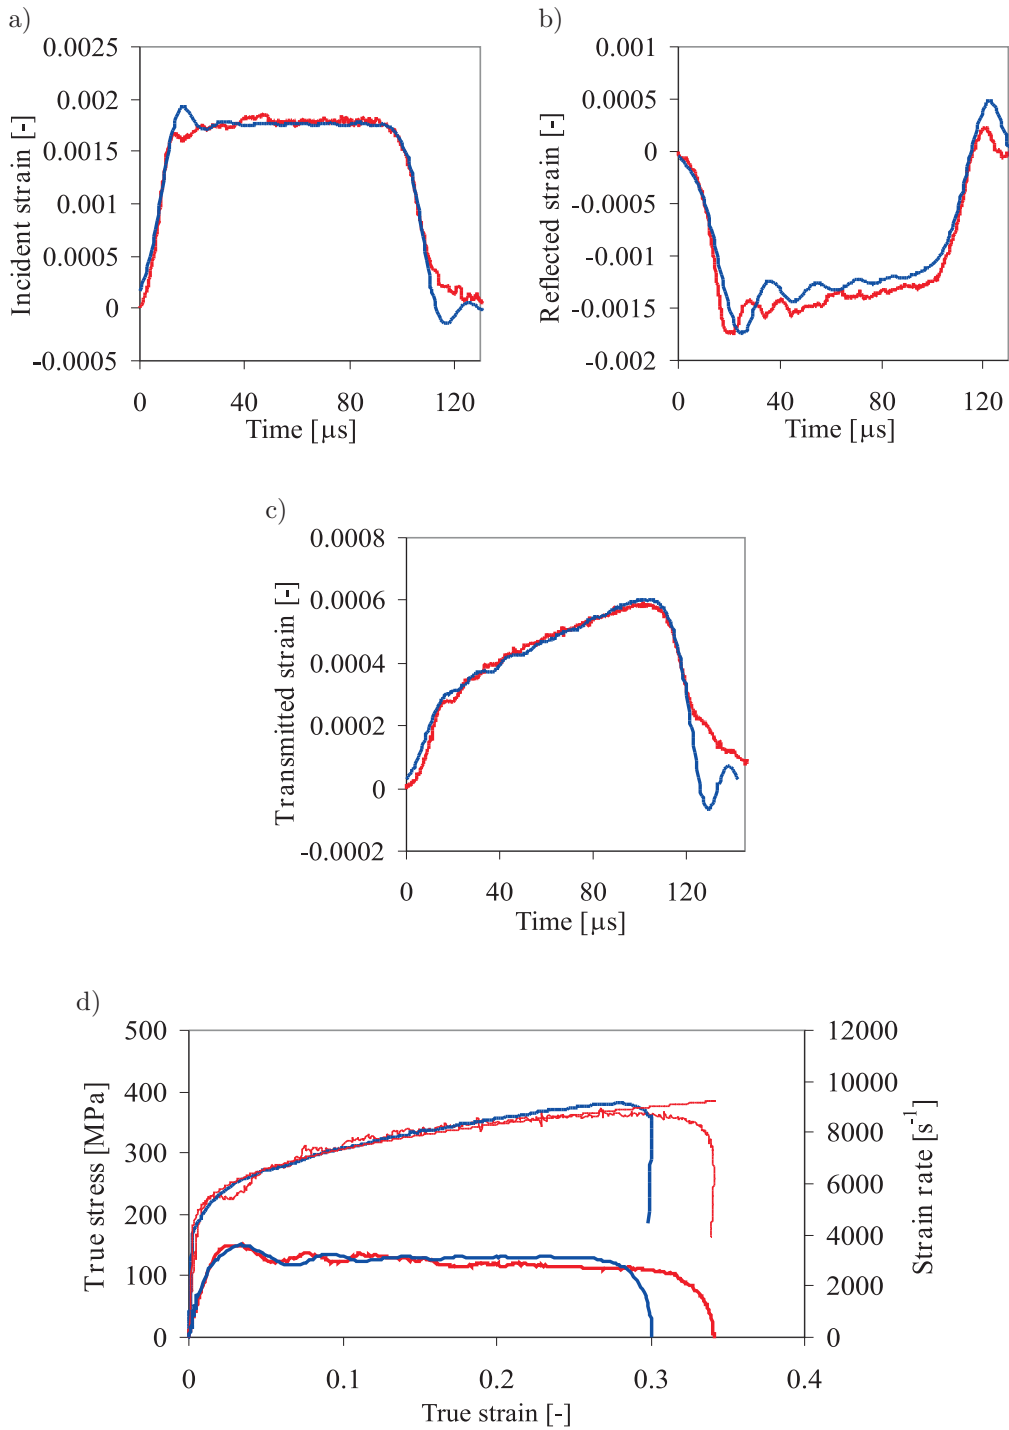 a)
0.0025
0.002
0.0015
0.001
0.0005
0
-0.0005
Incident strain [-]
0 40 80 120
Time [μs]
b)
0.001
0.0005
0
-0.0005
-0.001
-0.0015
-0.002
Reflected strain [-]
0 40 80 120
Time [μs]
c)
0.0008
0.0006
0.0004
0.0002
0
-0.0002
Transmitted strain [-]
0 40 80 120
Time [μs]
d)
500
400
300
200
100
0
True stress [MPa]
12000
10000
8000
6000
4000
2000
0
Strain rate [s⁻¹]
0 0.1 0.2 0.3 0.4
True strain [-]